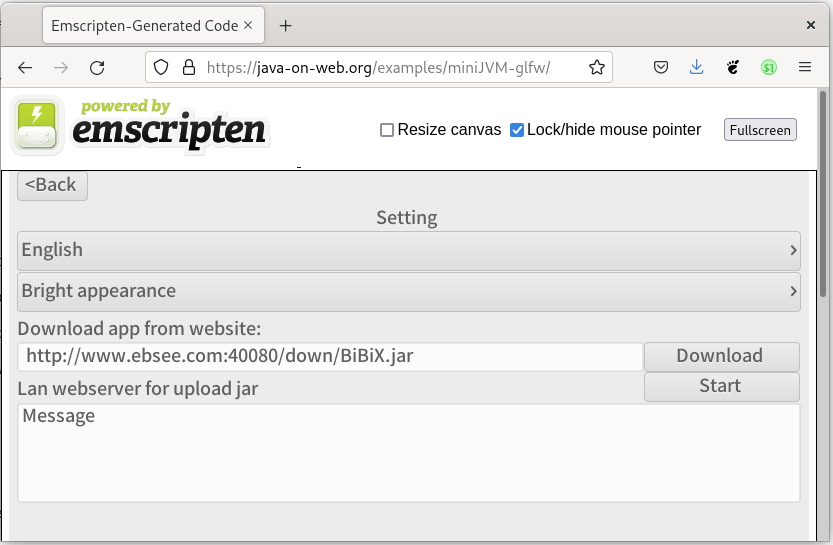 Emscripten-Generated Code
https://java-on-web.org/examples/miniJVM-glfw/
powered by
emscripten
Resize canvas
Lock/hide mouse pointer
Fullscreen
<Back
Setting
English
Bright appearance
Download app from website:
http://www.ebsee.com:40080/down/BiBiX.jar
Download
Lan webserver for upload jar
Start
Message